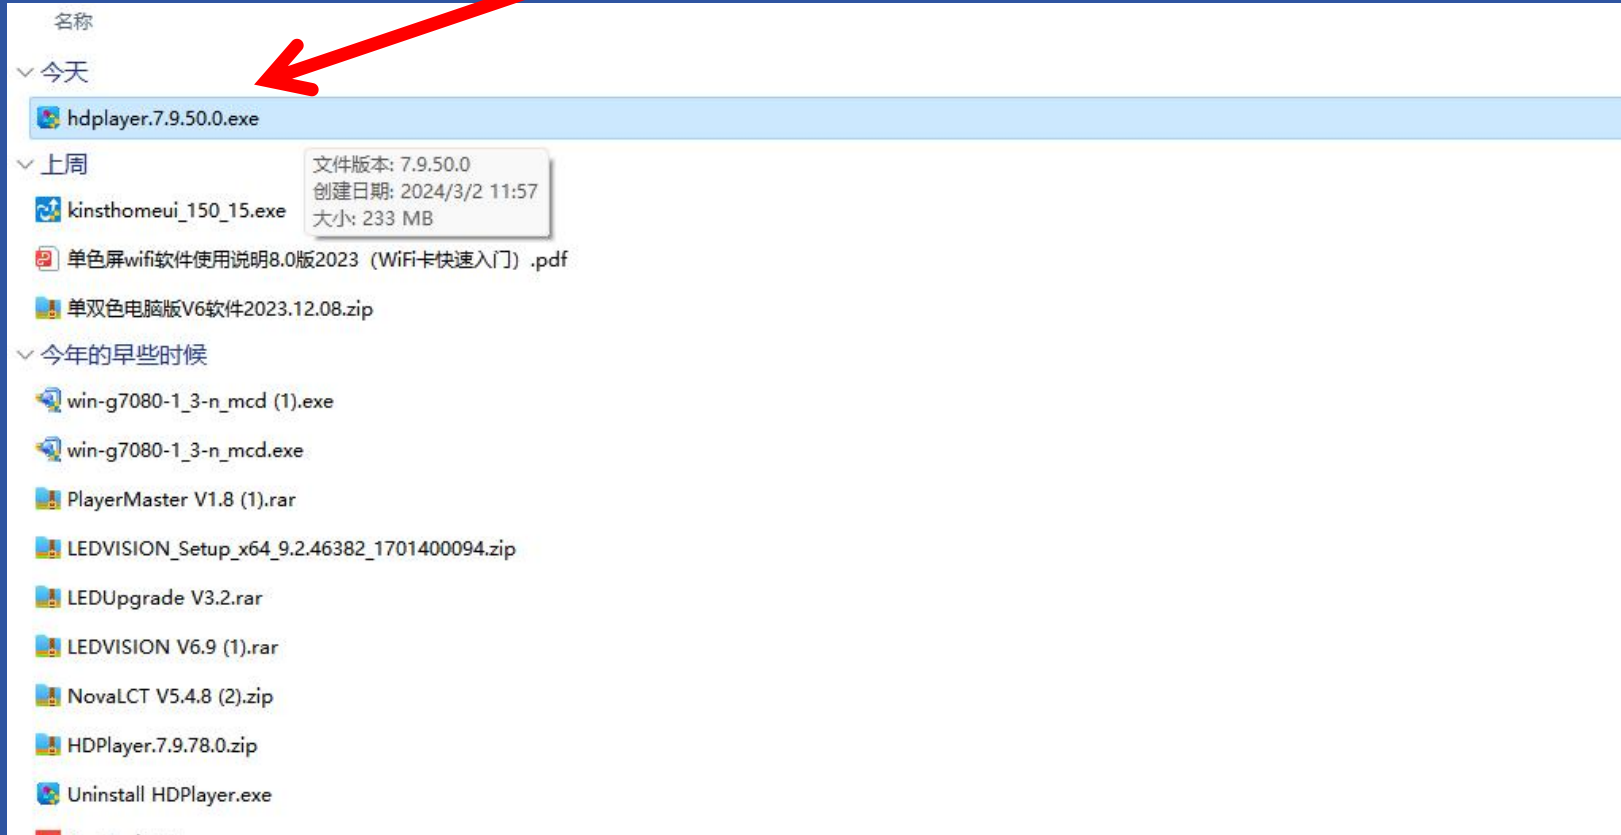 名称
今天
hdplayer.7.9.50.0.exe
上周
文件版本: 7.9.50.0
创建日期: 2024/3/2 11:57
大小: 233 MB
kinsthomeui_150_15.exe
单色屏wifi软件使用说明8.0版2023（WiFi卡快速入门）.pdf
单双色电脑版V6软件2023.12.08.zip
今年的早些时候
win-g7080-1_3-n_mcd (1).exe
win-g7080-1_3-n_mcd.exe
PlayerMaster V1.8 (1).rar
LEDVISION_Setup_x64_9.2.46382_1701400094.zip
LEDUpgrade V3.2.rar
LEDVISION V6.9 (1).rar
NovaLCT V5.4.8 (2).zip
HDPlayer.7.9.78.0.zip
Uninstall HDPlayer.exe